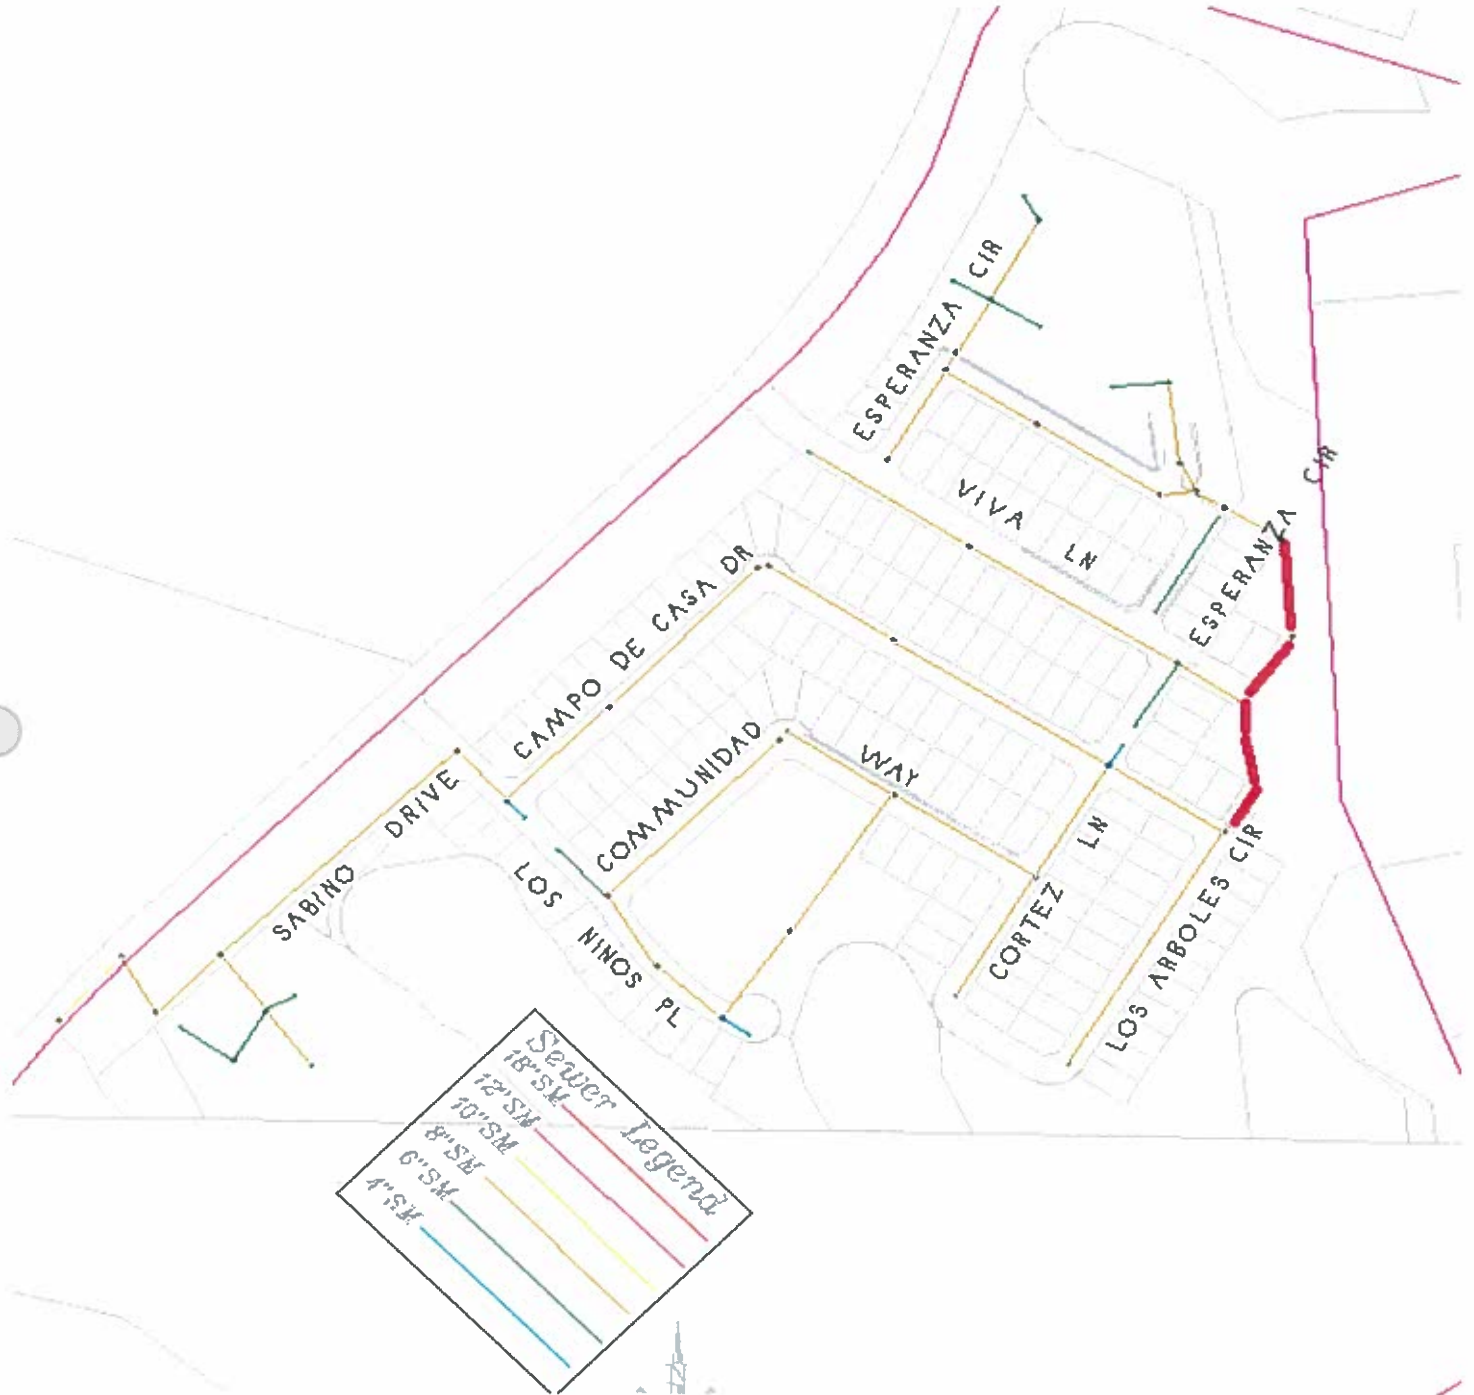 ESPERANZA CIR
CIR
ESPERANZA
VIVA LN
CAMPO DE CASA DR
COMMUNIDAD WAY
SABINO DRIVE
LOS NINOS PL
CORTEZ LN
LOS ARBOLES CIR
Sewer Legend
18"SM
12"SM
10"SM
8"SM
6"SM
4"SM